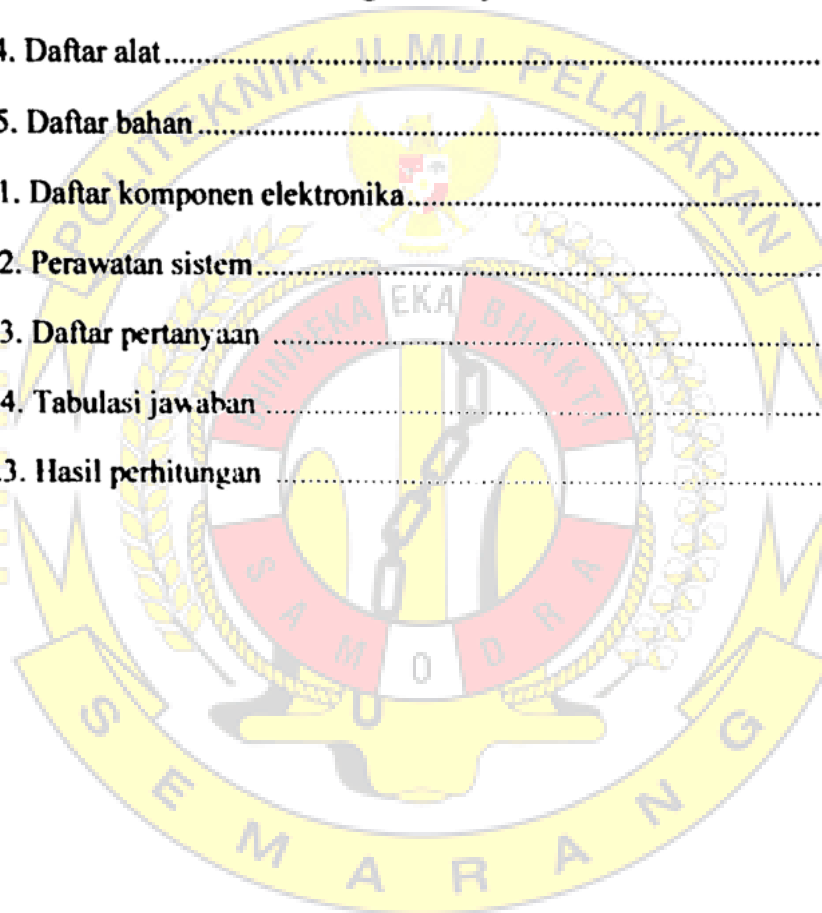 4. Daftar alat
5. Daftar bahan
1. Daftar komponen elektronika
2. Perawatan sistem
3. Daftar pertanyaan
4. Tabulasi jawaban
.3. Hasil perhitungan
POLITEKNIK ILMU PELAYARAN
BHINNEKA EKA BHAKTI
SAMODRA
SEMARANG